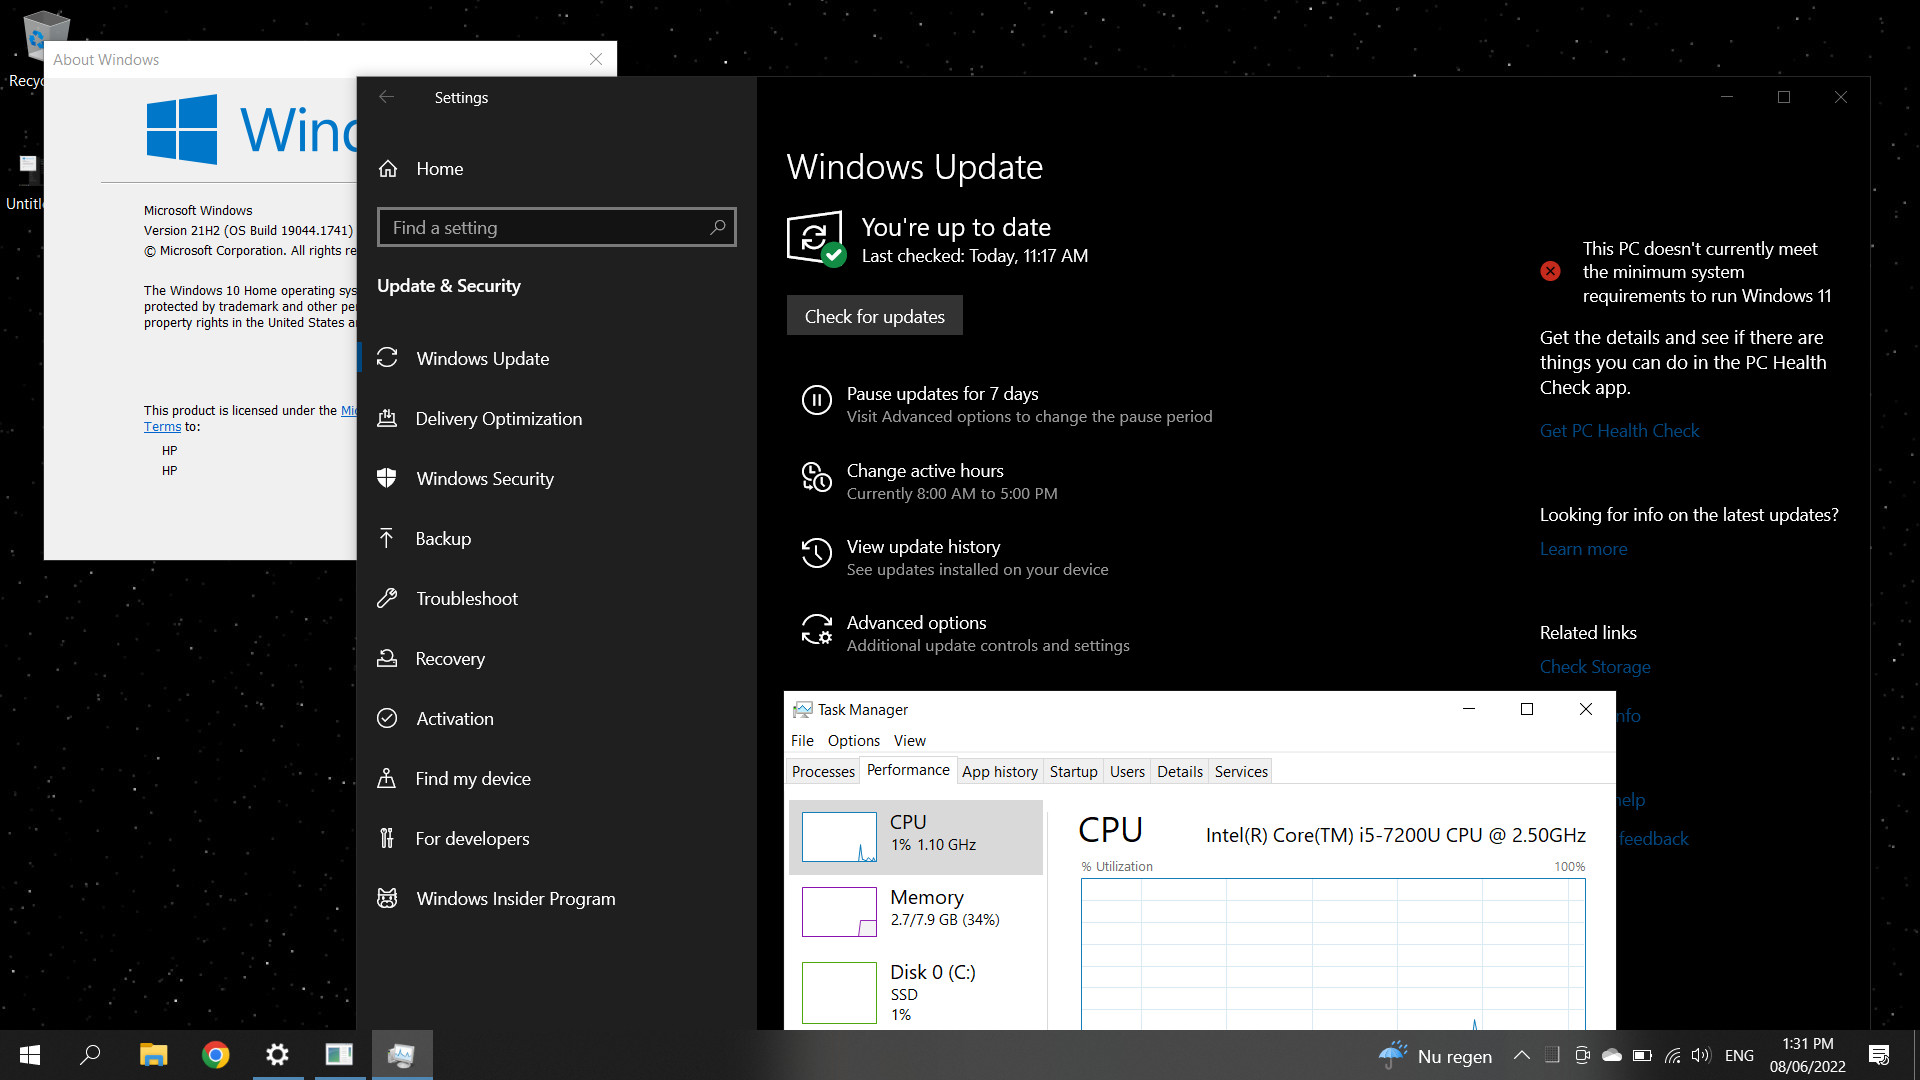 Recyc
Untitl
About Windows
Wind
Microsoft Windows
Version 21H2 (OS Build 19044.1741)
© Microsoft Corporation. All rights re
The Windows 10 Home operating sys
protected by trademark and other pe
property rights in the United States a
This product is licensed under the Mic
Terms to:
HP
HP
Settings
Home
Find a setting
Update & Security
Windows Update
Delivery Optimization
Windows Security
Backup
Troubleshoot
Recovery
Activation
Find my device
For developers
Windows Insider Program
Windows Update
You're up to date
Last checked: Today, 11:17 AM
Check for updates
Pause updates for 7 days
Visit Advanced options to change the pause period
Change active hours
Currently 8:00 AM to 5:00 PM
View update history
See updates installed on your device
Advanced options
Additional update controls and settings
This PC doesn't currently meet
the minimum system
requirements to run Windows 11
Get the details and see if there are
things you can do in the PC Health
Check app.
Get PC Health Check
Looking for info on the latest updates?
Learn more
Related links
Check Storage
nfo
help
feedback
Task Manager
File Options View
Processes Performance App history Startup Users Details Services
CPU
1% 1.10 GHz
Memory
2.7/7.9 GB (34%)
Disk 0 (C:)
SSD
1%
CPU
Intel(R) Core(TM) i5-7200U CPU @ 2.50GHz
% Utilization
100%
Nu regen
ENG
1:31 PM
08/06/2022